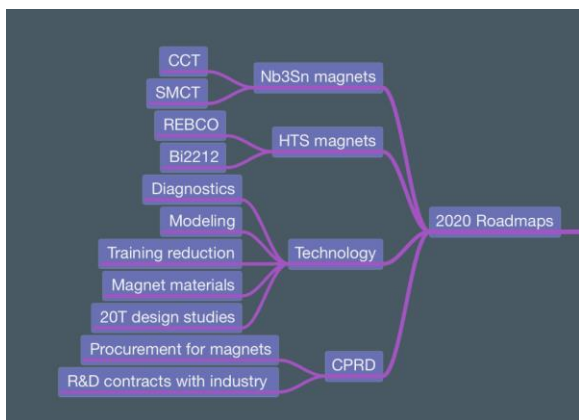 CCT
Nb3Sn magnets
SMCT
REBCO
HTS magnets
Bi2212
Diagnostics
Modeling
2020 Roadmaps
Training reduction
Technology
Magnet materials
20T design studies
Procurement for magnets
CPRD
R&D contracts with industry